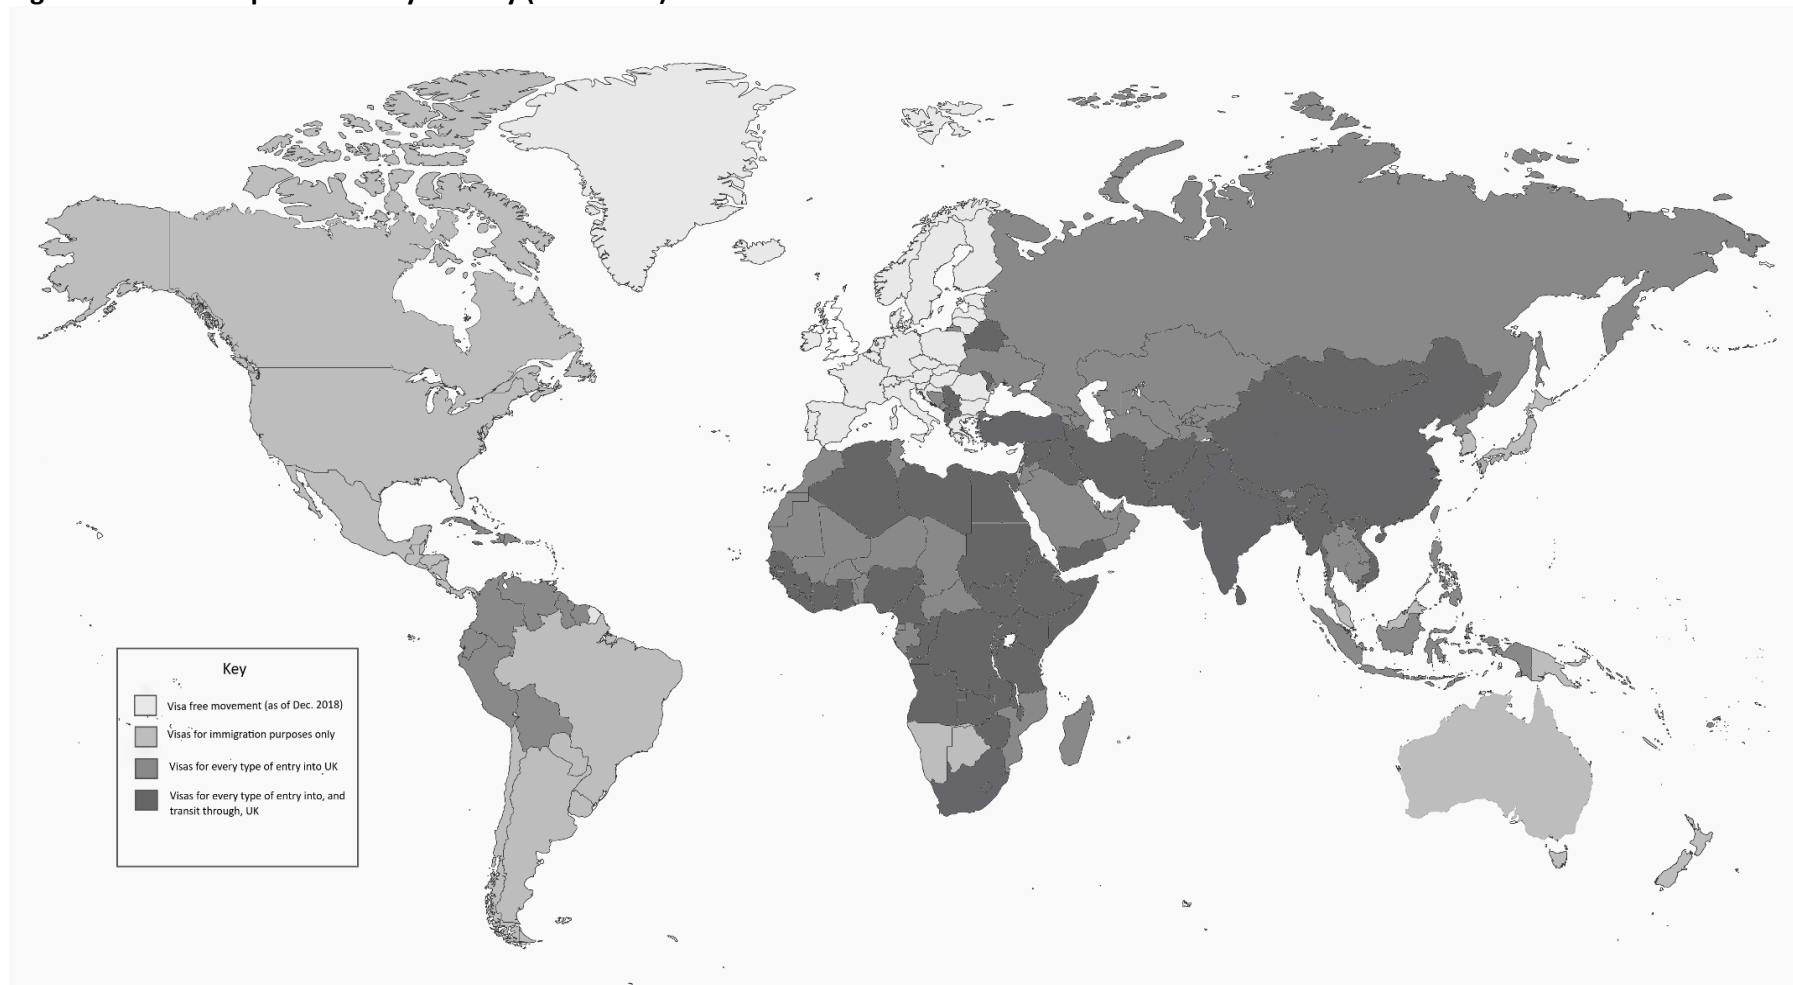 Key
Visa free movement (as of Dec. 2018)
Visas for immigration purposes only
Visas for every type of entry into UK
Visas for every type of entry into, and
transit through, UK